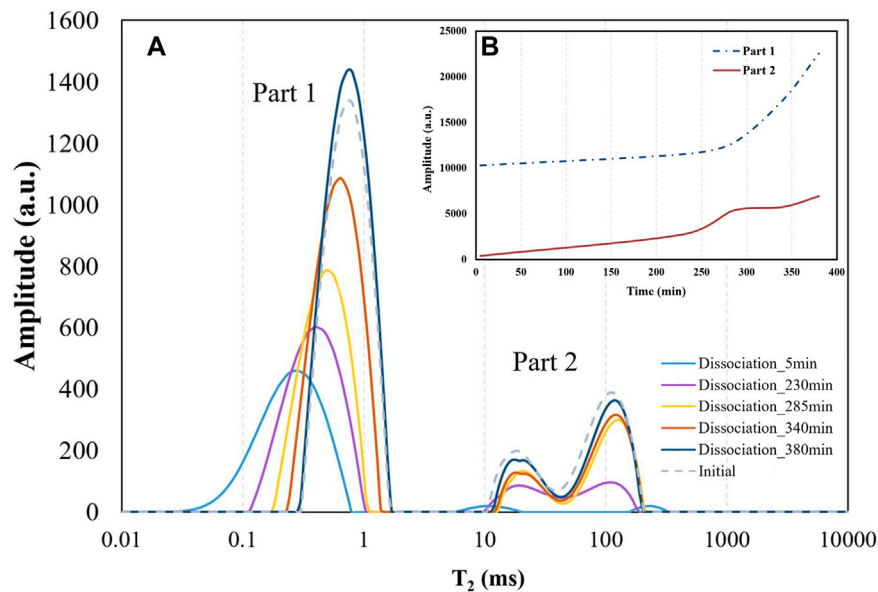 A
B
Part 1
Part 2
Amplitude (a.u.)
1600
1400
1200
1000
800
600
400
200
0
0.01
0.1
1
10
100
1000
10000
T2 (ms)
Part 1
Part 2
Amplitude (a.u.)
25000
20000
15000
10000
5000
0
0
50
100
150
200
250
300
350
400
Time (min)
Dissociation_5min
Dissociation_230min
Dissociation_285min
Dissociation_340min
Dissociation_380min
Initial